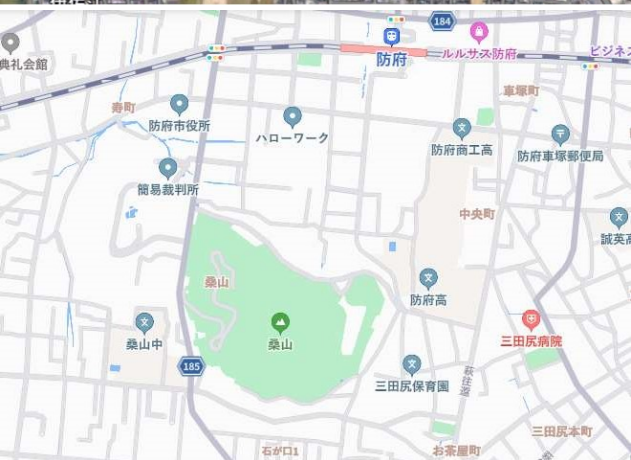 184
典礼会館
防府
ルルサス防府
ビジネス
車塚町
寿町
防府市役所
ハローワーク
防府商工高
防府車塚郵便局
簡易裁判所
中央町
誠英高
桑山
防府高
桑山中
桑山
三田尻病院
185
三田尻保育園
萩往還
三田尻本町
石が口1
お茶屋町